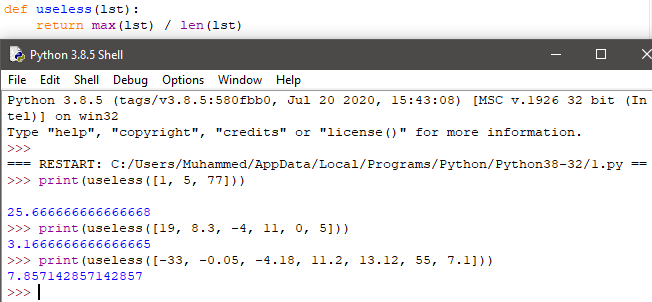 def useless(lst):
    return max(lst) / len(lst)
Python 3.8.5 Shell
File Edit Shell Debug Options Window Help
Python 3.8.5 (tags/v3.8.5:580fbb0, Jul 20 2020, 15:43:08) [MSC v.1926 32 bit (In
tel)] on win32
Type "help", "copyright", "credits" or "license()" for more information.
>>>
=== RESTART: C:/Users/Muhammed/AppData/Local/Programs/Python/Python38-32/1.py ==
>>> print(useless([1, 5, 77]))
25.666666666666668
>>> print(useless([19, 8.3, -4, 11, 0, 5]))
3.1666666666666665
>>> print(useless([-33, -0.05, -4.18, 11.2, 13.12, 55, 7.1]))
7.857142857142857
>>>